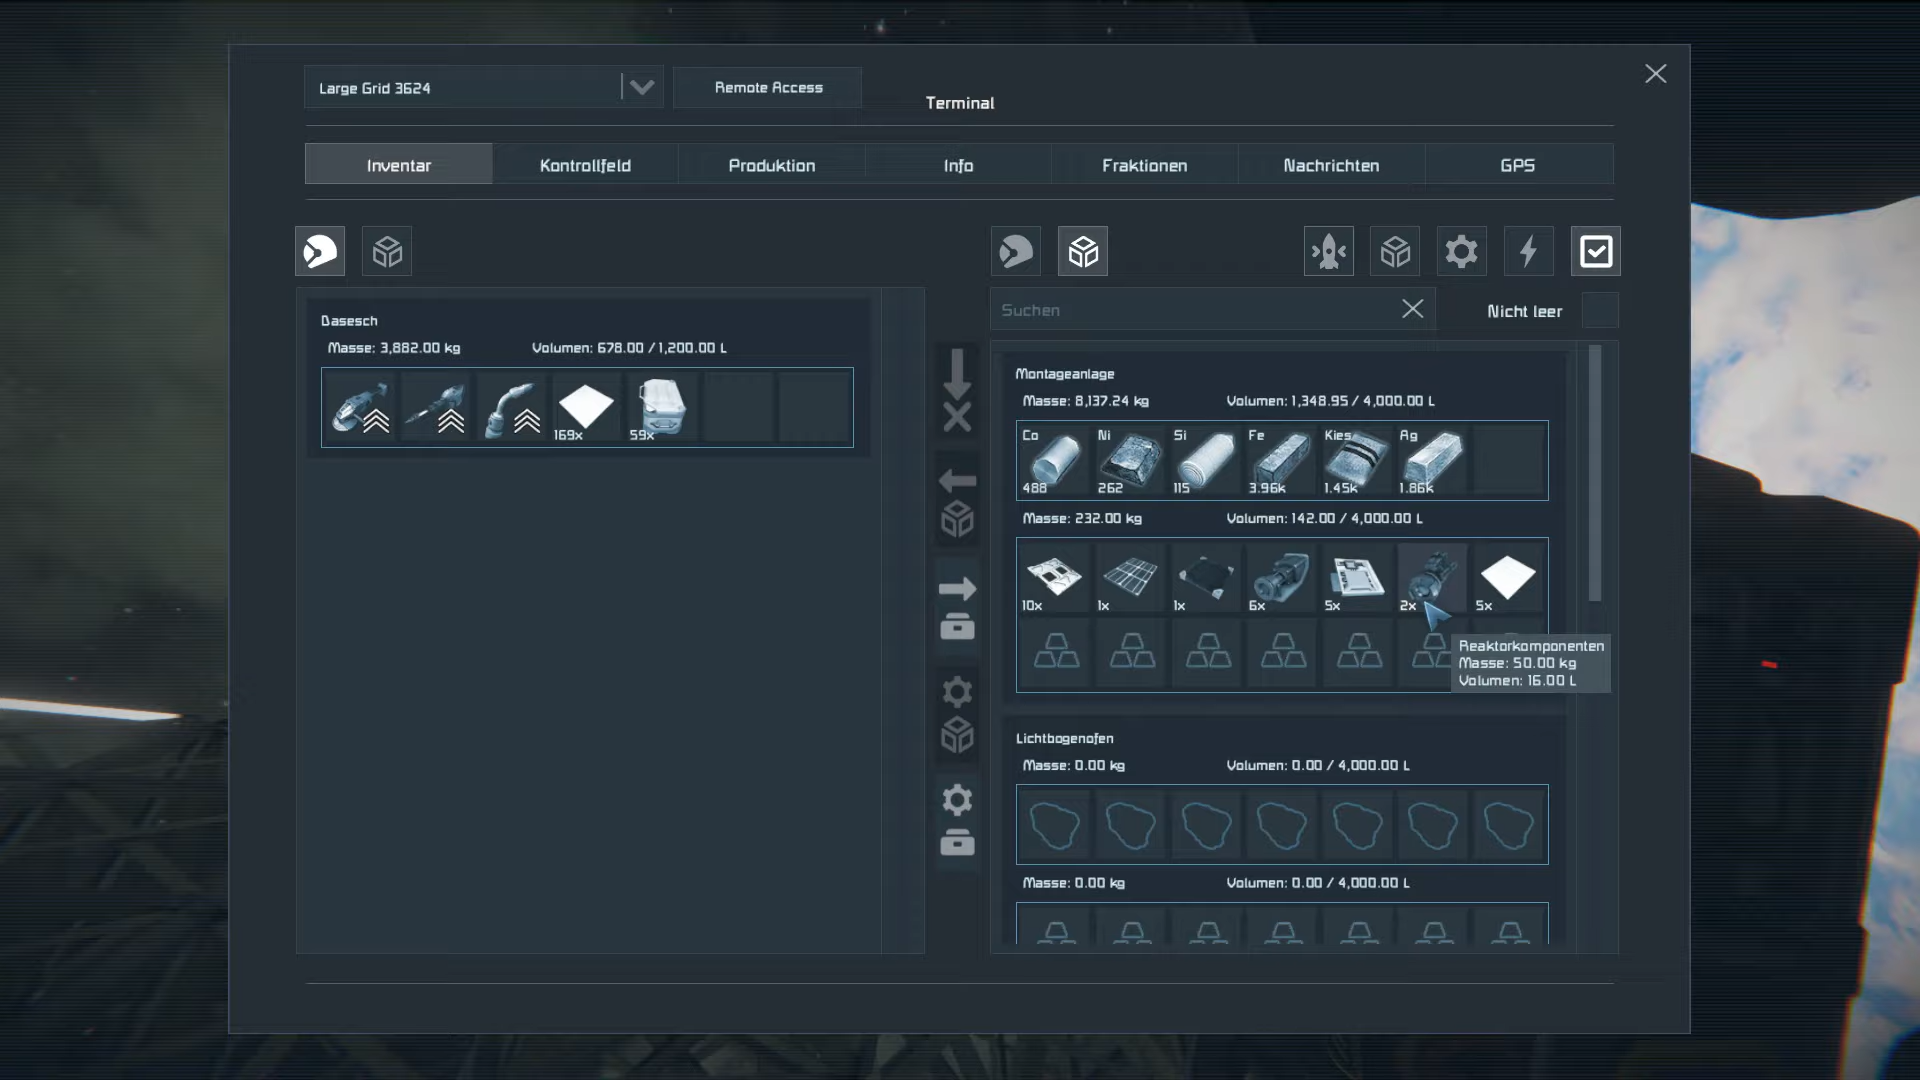 Large Grid 3624
Remote Access
Terminal
Inventar
Kontrollfeld
Produktion
Info
Fraktionen
Nachrichten
GPS
Suchen
Nicht leer
Basesch
Masse: 3,882.00 kg
Volumen: 678.00 / 1,200.00 L
169x
59x
Montageanlage
Masse: 8,137.24 kg
Volumen: 1,348.95 / 4,000.00 L
Co
Ni
Si
Fe
Kies
Ag
488
262
115
3.96k
1.45k
1.86k
Masse: 232.00 kg
Volumen: 142.00 / 4,000.00 L
10x
1x
1x
6x
5x
2x
5x
Reaktorkomponenten
Masse: 50.00 kg
Volumen: 16.00 L
Lichtbogenofen
Masse: 0.00 kg
Volumen: 0.00 / 4,000.00 L
Masse: 0.00 kg
Volumen: 0.00 / 4,000.00 L